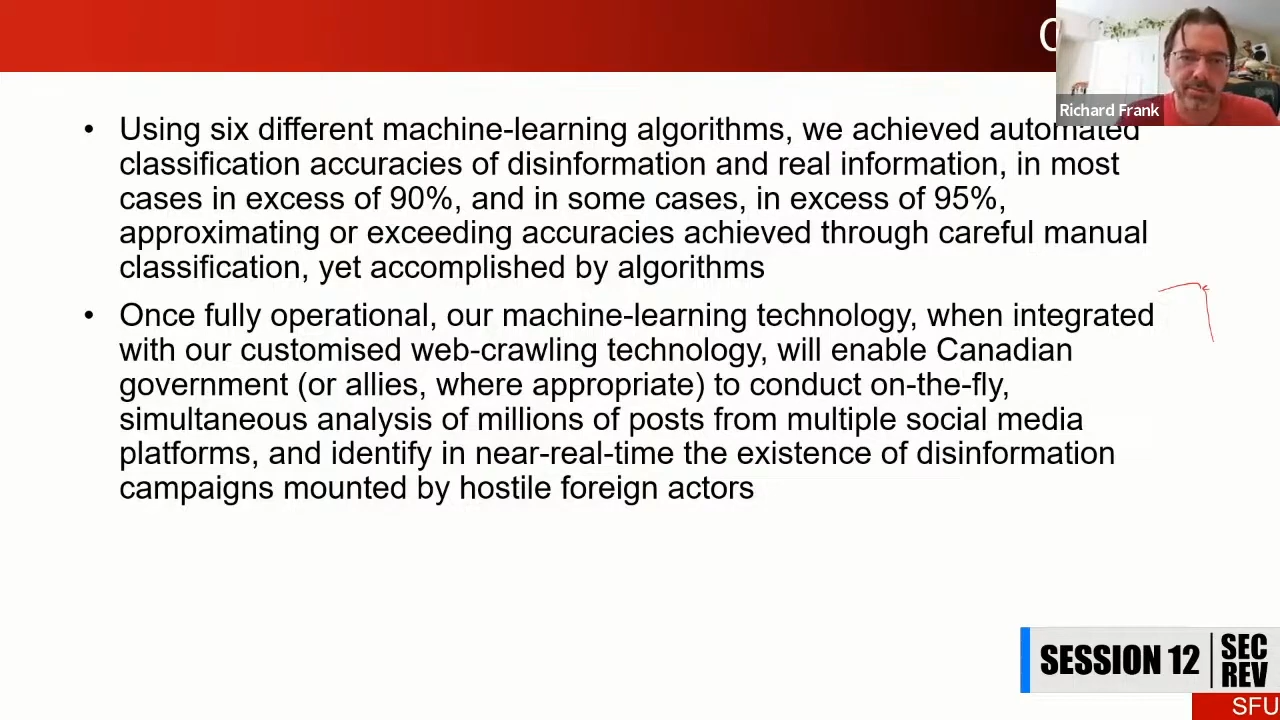 Richard Frank
• Using six different machine-learning algorithms, we achieved automated
classification accuracies of disinformation and real information, in most
cases in excess of 90%, and in some cases, in excess of 95%,
approximating or exceeding accuracies achieved through careful manual
classification, yet accomplished by algorithms
• Once fully operational, our machine-learning technology, when integrated
with our customised web-crawling technology, will enable Canadian
government (or allies, where appropriate) to conduct on-the-fly,
simultaneous analysis of millions of posts from multiple social media
platforms, and identify in near-real-time the existence of disinformation
campaigns mounted by hostile foreign actors
SESSION 12
SEC
REV
SFU